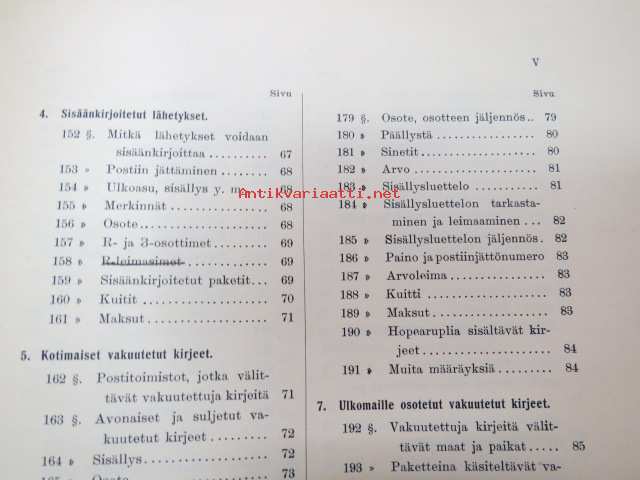 V
Sivu
4. Sisäänkirjoitetut lähetykset.
152 §. Mitkä lähetykset voidaan
sisäänkirjoittaa .......... 67
153 » Postiin jättäminen ...... 68
154 » Ulkoasu, sisällys y. m. 68
155 » Merkinnät ............... 68
156 » Osote .................... 68
157 » R- ja 3-osottimet ........ 69
158 » R-leimasimet ............. 69
159 » Sisäänkirjoitetut paketit.. 69
160 » Kuitit ................... 70
161 » Maksut ................... 71
5. Kotimaiset vakuutetut kirjeet.
162 §. Postitoimistot, jotka välit-
tävät vakuutettuja kirjeitä 71
163 §. Avonaiset ja suljetut va-
kuutetut kirjeet .......... 72
164 » Sisällys .................. 72
165 » Osote .................... 73
Sivu
179 §. Osote, osotteen jäljennös .. 79
180 » Päällystä ................ 80
181 » Sinetit .................. 80
182 » Arvo ..................... 81
183 » Sisällysluettelo .......... 81
184 » Sisällysluettelon tarkasta-
minen ja leimaaminen ... 82
185 » Sisällysluettelon jäljennös 82
186 » Paino ja postiinjättönumero 83
187 » Arvoleima ................ 83
188 » Kuitti ................... 83
189 » Maksut ................... 83
190 » Hopearuplia sisältävät kir-
jeet ...................... 84
191 » Muita määräyksiä ......... 84
7. Ulkomaille osotetut vakuutetut kirjeet.
192 §. Vakuutettuja kirjeitä välit-
tävät maat ja paikat ..... 85
193 » Paketteina käsiteltävät va-
Antikvariaatti.net